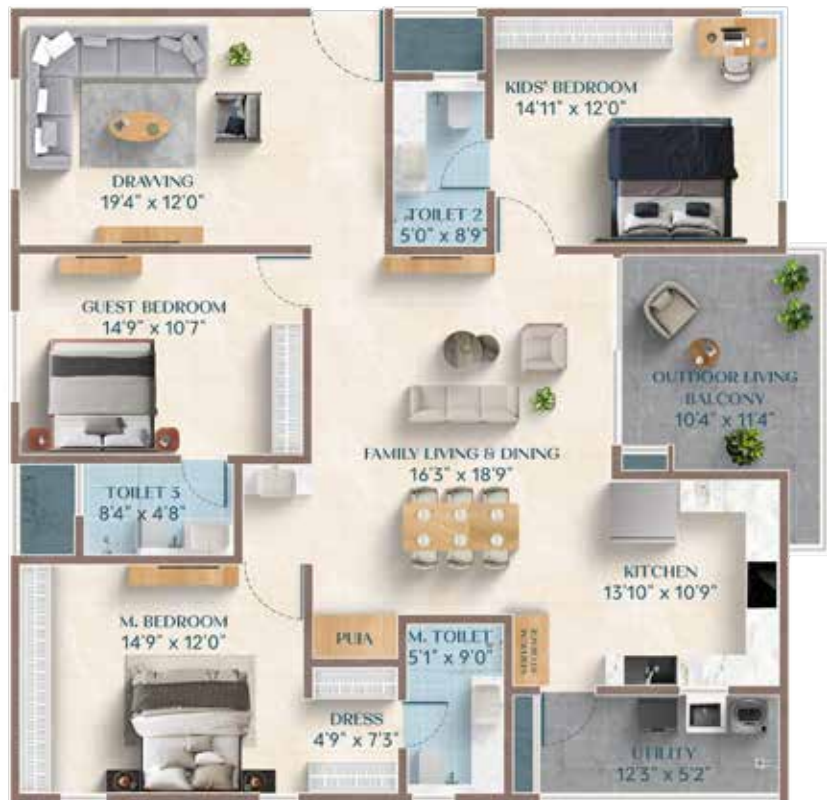 KIDS' BEDROOM
14'11" x 12'0"
DRAWING
19'4" x 12'0"
TOILET 2
5'0" x 8'9"
GUEST BEDROOM
14'9" x 10'7"
OUTDOOR LIVING
BALCONY
10'4" x 11'4"
FAMILY LIVING & DINING
16'3" x 18'9"
TOILET 3
8'4" x 4'8"
KITCHEN
13'10" x 10'9"
M. BEDROOM
14'9" x 12'0"
PUJA
M. TOILET
5'1" x 9'0"
DRESS
4'9" x 7'3"
UTILITY
12'3" x 5'2"